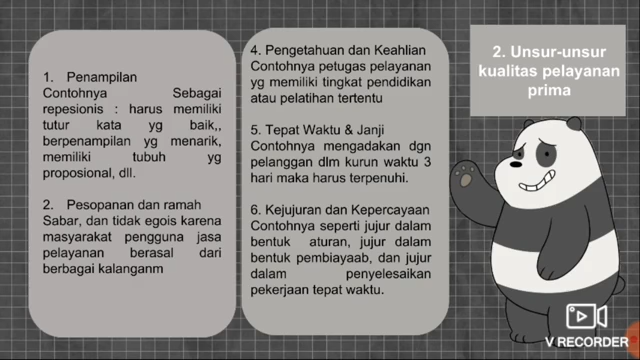 1. Penampilan
Contohnya Sebagai
repesionis : harus memiliki
tutur kata yg baik,,
berpenampilan yg menarik,
memiliki tubuh yg
proposional, dll.
2. Pesopanan dan ramah
Sabar, dan tidak egois karena
masyarakat pengguna jasa
pelayanan berasal dari
berbagai kalanganm
4. Pengetahuan dan Keahlian
Contohnya petugas pelayanan
yg memiliki tingkat pendidikan
atau pelatihan tertentu
5. Tepat Waktu & Janji
Contohnya mengadakan dgn
pelanggan dlm kurun waktu 3
hari maka harus terpenuhi.
6. Kejujuran dan Kepercayaan
Contohnya seperti jujur dalam
bentuk aturan, jujur dalam
bentuk pembiayaab, dan jujur
dalam penyelesaikan
pekerjaan tepat waktu.
2. Unsur-unsur
kualitas pelayanan
prima
V RECORDER